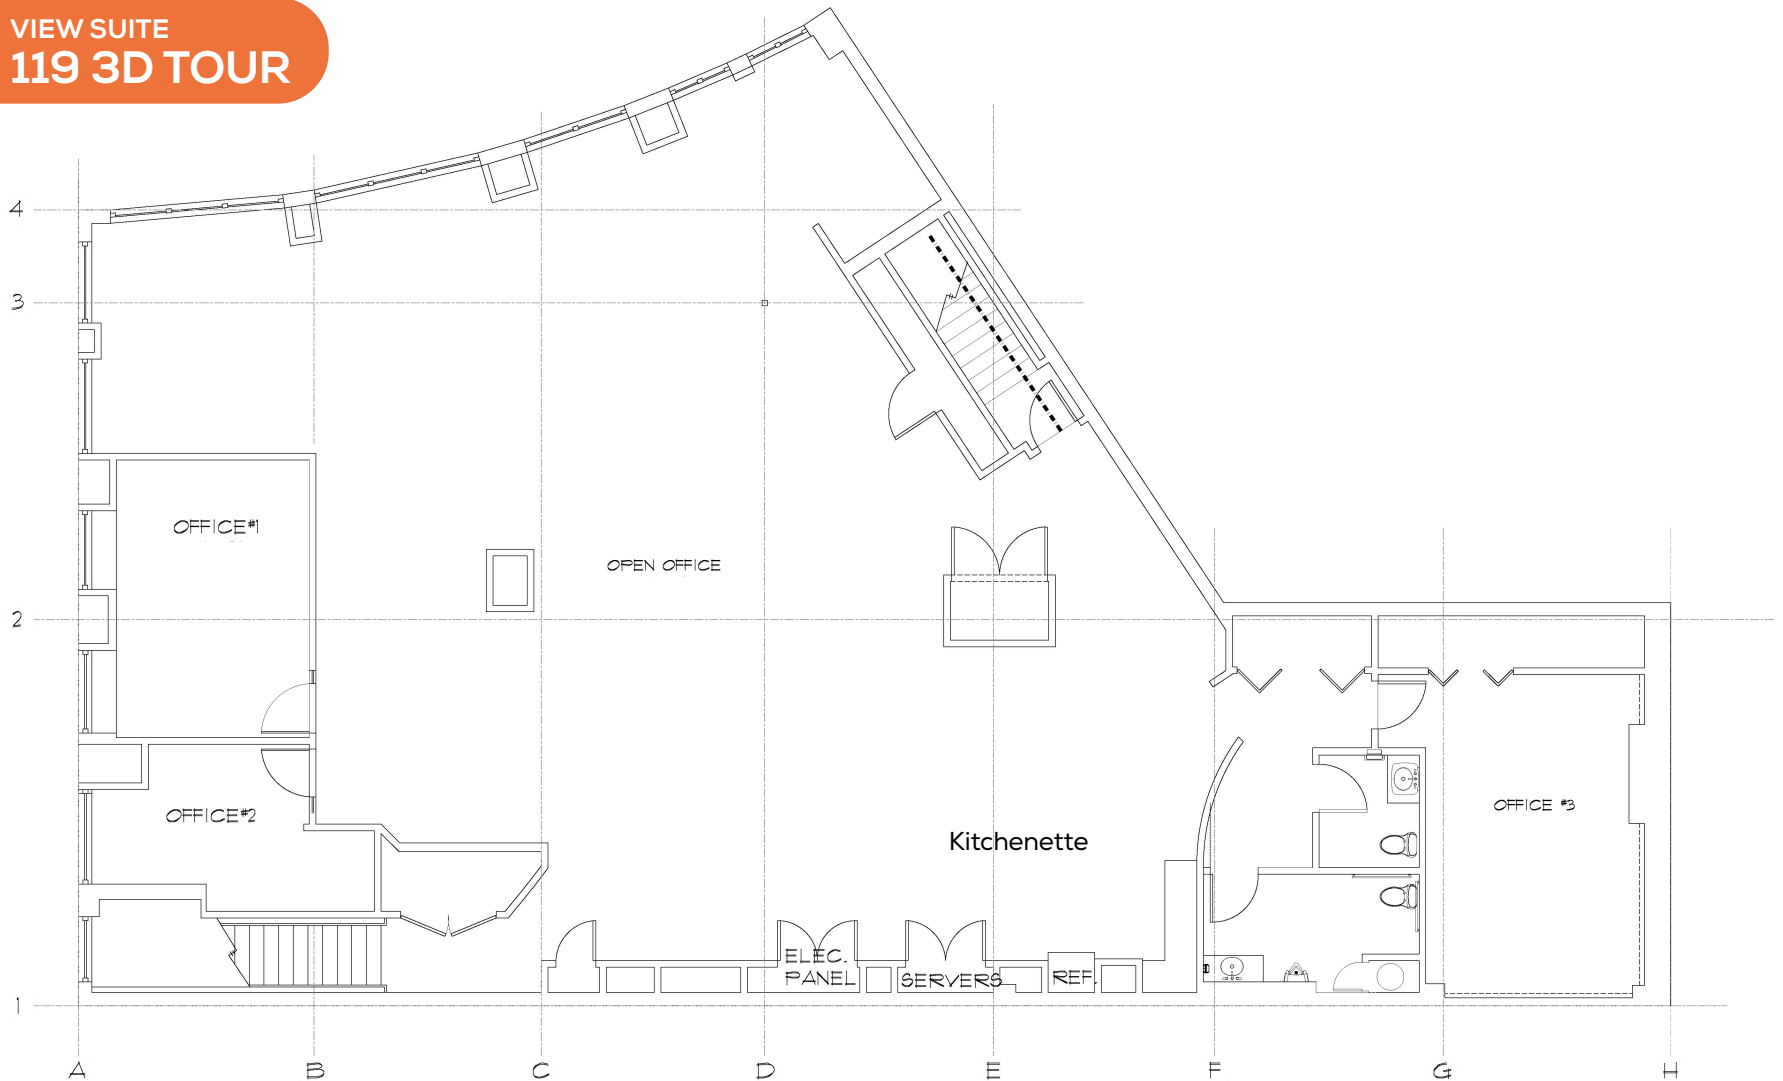 VIEW SUITE
119 3D TOUR
4
3
OFFICE#1
OPEN OFFICE
2
OFFICE #3
OFFICE#2
Kitchenette
ELEC.
PANEL
SERVERS
REF.
1
A
B
C
D
E
F
G
H